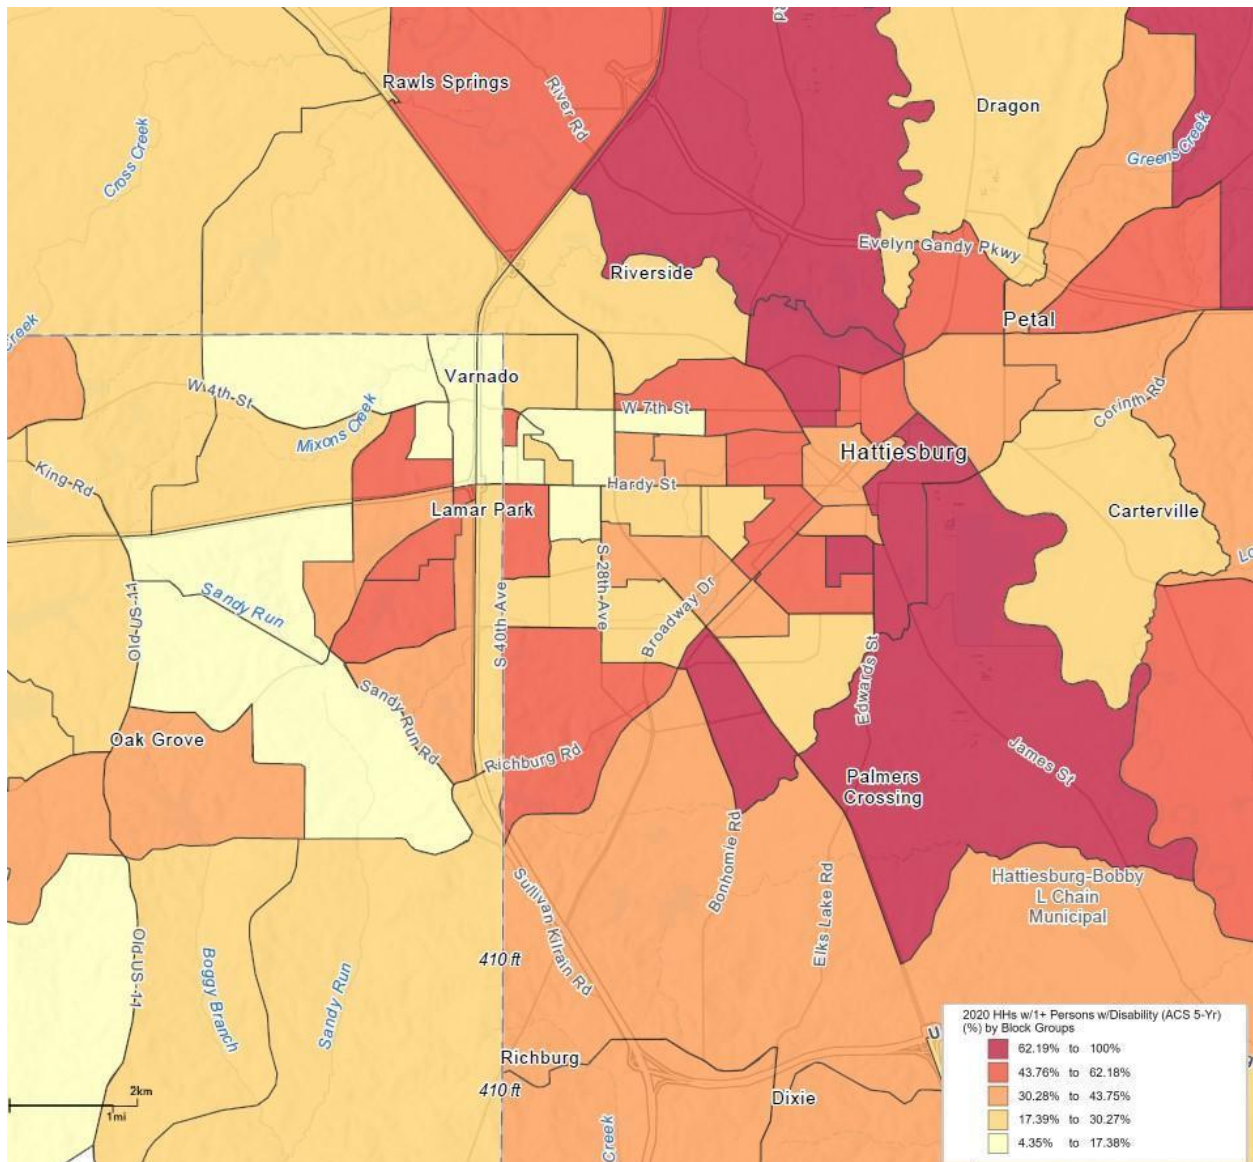 Rawls Springs
River Rd
Dragon
Cross Creek
Greens Creek
Evelyn Gandy Pkwy
Riverside
Petal
Creek
Varnado
W 4th St
Mixons Creek
W 7th St
Corinth Rd
Hattiesburg
King Rd
Hardy St
Lamar Park
Carterville
Old-US-11
Sandy Run
S 40th Ave
S 28th Ave
Broadway Dr
Edwards St
Sandy-Run Rd
Oak Grove
Richburg Rd
James St
Palmers
Crossing
Bonhomie Rd
Elks Lake Rd
Hattiesburg-Bobby
L Chain
Municipal
Sullivan Kilrain Rd
Old-US-11
Boggy Branch
Sandy Run
410 ft
2020 HHs w/1+ Persons w/Disability (ACS 5-Yr)
(%) by Block Groups
62.19% to 100%
43.76% to 62.18%
30.28% to 43.75%
17.39% to 30.27%
4.35% to 17.38%
Richburg
410 ft
2km
1mi
Dixie
Creek